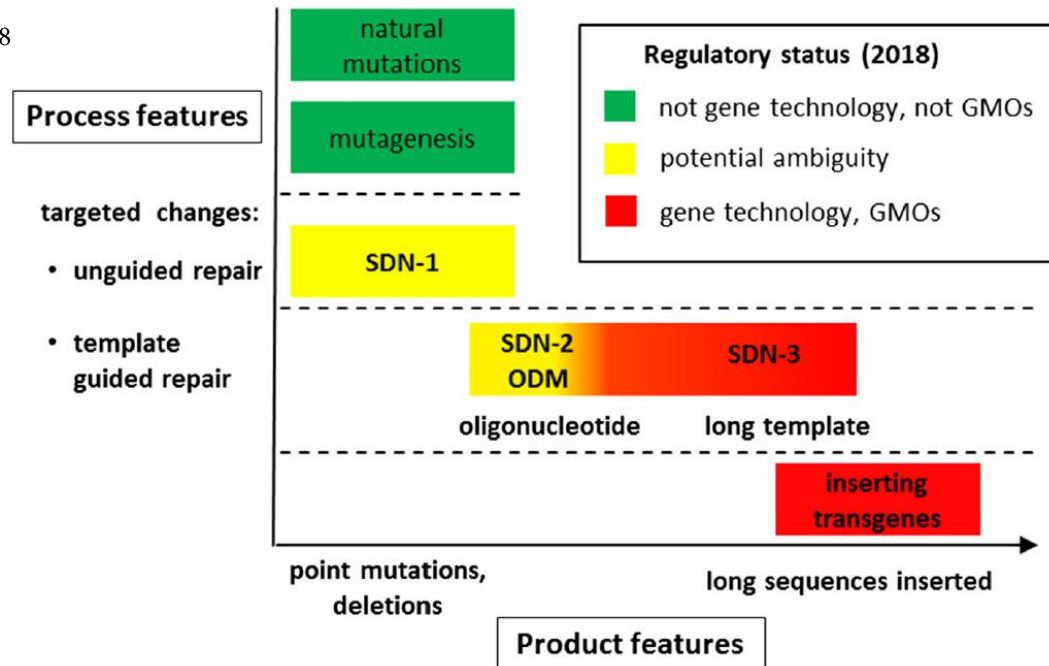 8
natural
mutations
Process features
mutagenesis
Regulatory status (2018)
not gene technology, not GMOs
potential ambiguity
gene technology, GMOs
targeted changes:
• unguided repair
SDN-1
• template
guided repair
SDN-2
ODM
SDN-3
oligonucleotide
long template
inserting
transgenes
point mutations,
deletions
long sequences inserted
Product features